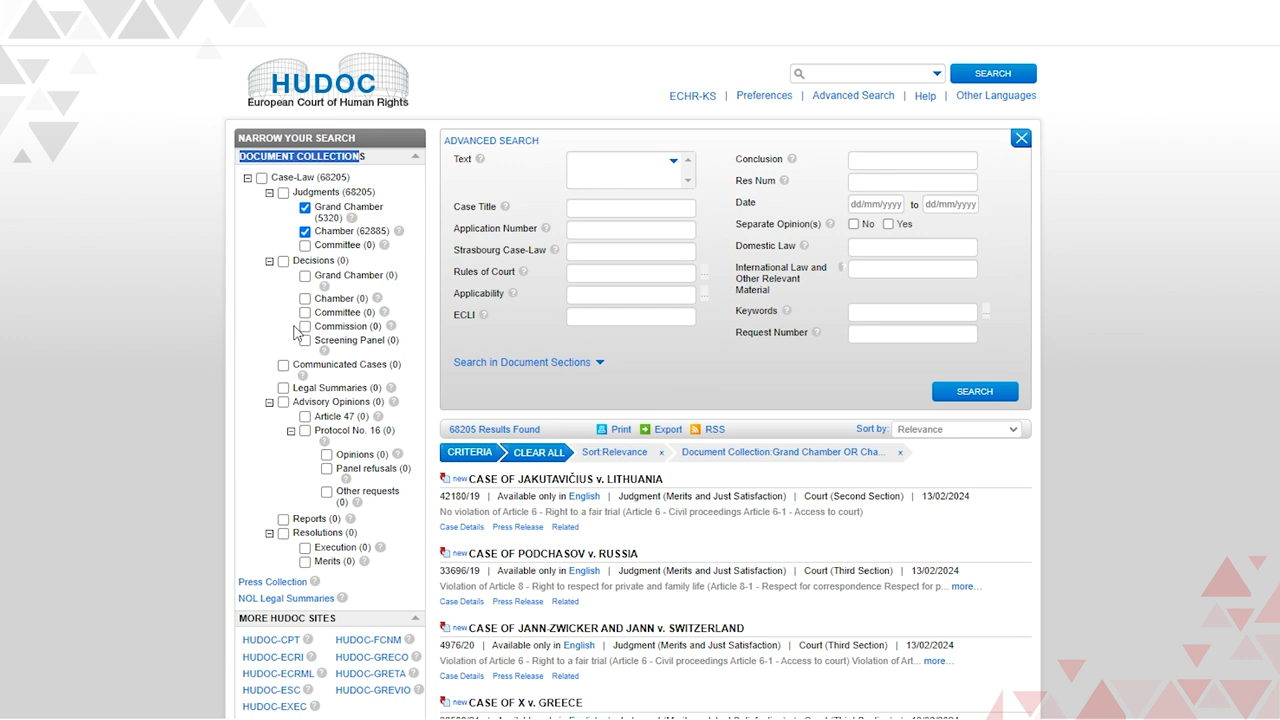 HUDOC
European Court of Human Rights
SEARCH
ECHR-KS | Preferences | Advanced Search | Help | Other Languages
NARROW YOUR SEARCH
DOCUMENT COLLECTIONS
Case-Law (68205)
Judgments (68205)
Grand Chamber
(5320)
Chamber (62885)
Committee (0)
Decisions (0)
Grand Chamber (0)
Chamber (0)
Committee (0)
Commission (0)
Screening Panel (0)
Communicated Cases (0)
Legal Summaries (0)
Advisory Opinions (0)
Article 47 (0)
Protocol No. 16 (0)
Opinions (0)
Panel refusals (0)
Other requests
(0)
Reports (0)
Resolutions (0)
Execution (0)
Merits (0)
Press Collection
NOL Legal Summaries
MORE HUDOC SITES
HUDOC-CPT HUDOC-FCNM
HUDOC-ECRI HUDOC-GRECO
HUDOC-ECRML HUDOC-GRETA
HUDOC-ESC HUDOC-GREVIO
HUDOC-EXEC
ADVANCED SEARCH
Text
Case Title
Application Number
Strasbourg Case-Law
Rules of Court
Applicability
ECLI
Conclusion
Res Num
Date dd/mm/yyyy to dd/mm/yyyy
Separate Opinion(s) No Yes
Domestic Law
International Law and
Other Relevant
Material
Keywords
Request Number
Search in Document Sections
SEARCH
68205 Results Found Print Export RSS Sort by: Relevance
CRITERIA CLEAR ALL Sort:Relevance x Document Collection:Grand Chamber OR Cha... x
new CASE OF JAKUTAVIČIUS v. LITHUANIA
42180/19 | Available only in English | Judgment (Merits and Just Satisfaction) | Court (Second Section) | 13/02/2024
No violation of Article 6 - Right to a fair trial (Article 6 - Civil proceedings Article 6-1 - Access to court)
Case Details Press Release Related
new CASE OF PODCHASOV v. RUSSIA
33696/19 | Available only in English | Judgment (Merits and Just Satisfaction) | Court (Third Section) | 13/02/2024
Violation of Article 8 - Right to respect for private and family life (Article 8-1 - Respect for correspondence Respect for p... more...
Case Details Press Release Related
new CASE OF JANN-ZWICKER AND JANN v. SWITZERLAND
4976/20 | Available only in English | Judgment (Merits and Just Satisfaction) | Court (Third Section) | 13/02/2024
Violation of Article 6 - Right to a fair trial (Article 6 - Civil proceedings Article 6-1 - Access to court) Violation of Art... more...
Case Details Press Release Related
new CASE OF X v. GREECE